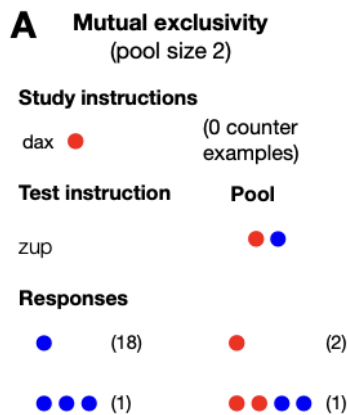 A Mutual exclusivity
(pool size 2)
Study instructions
dax
(0 counter
examples)
Test instruction Pool
zup
Responses
(18) (2)
(1) (1)